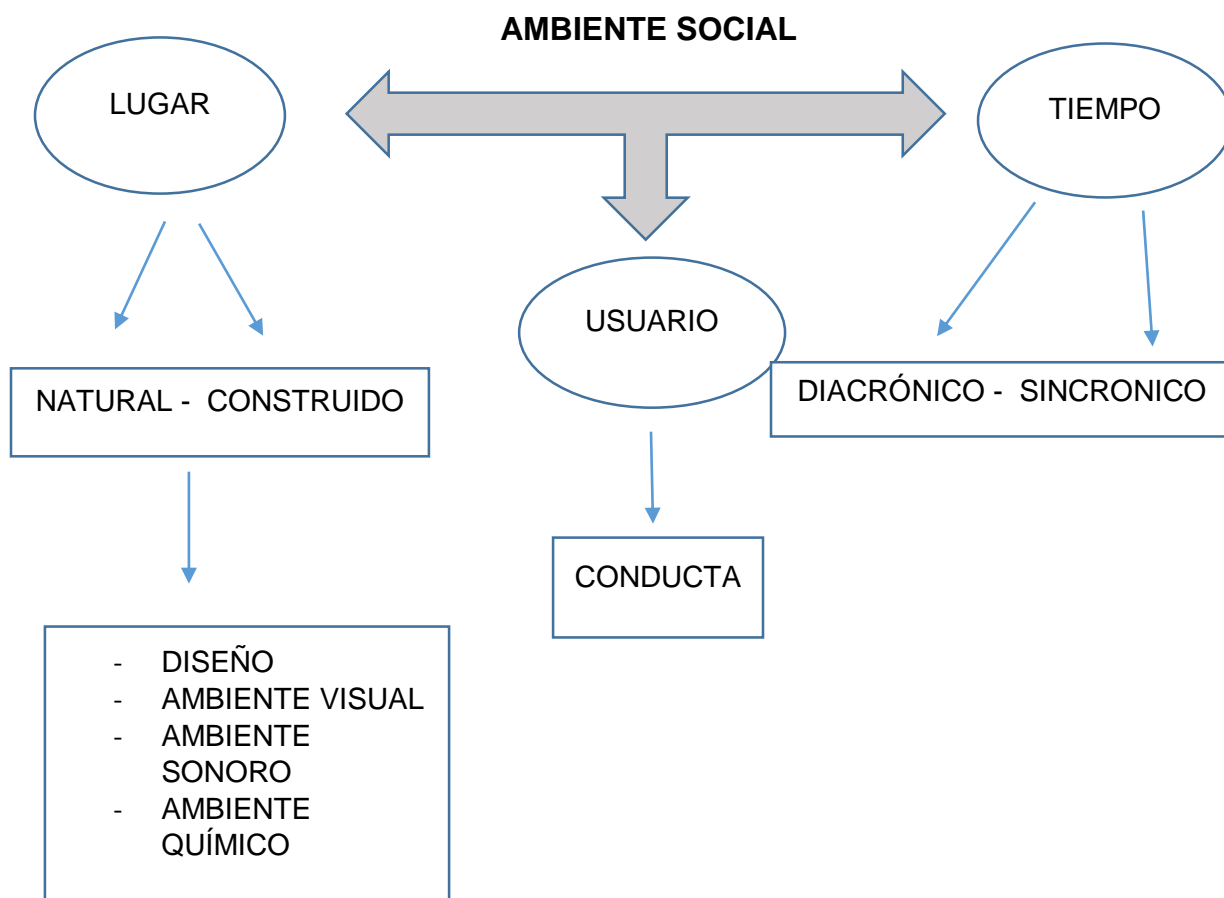 AMBIENTE SOCIAL
LUGAR
TIEMPO
USUARIO
NATURAL - CONSTRUIDO
DIACRÓNICO - SINCRONICO
CONDUCTA
- DISEÑO
- AMBIENTE VISUAL
- AMBIENTE
SONORO
- AMBIENTE
QUÍMICO